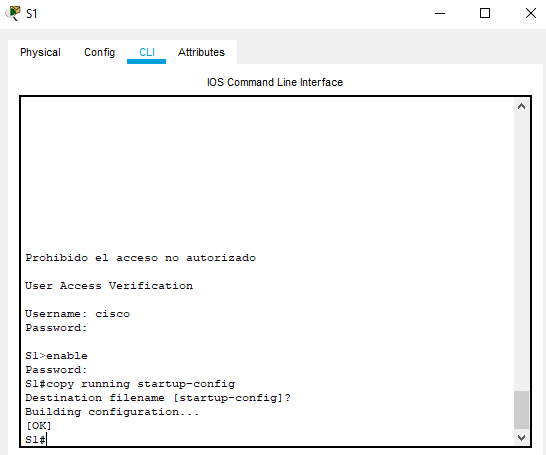 S1
Physical Config CLI Attributes
IOS Command Line Interface
Prohibido el acceso no autorizado
User Access Verification
Username: cisco
Password:
S1>enable
Password:
S1#copy running startup-config
Destination filename [startup-config]?
Building configuration...
[OK]
S1#